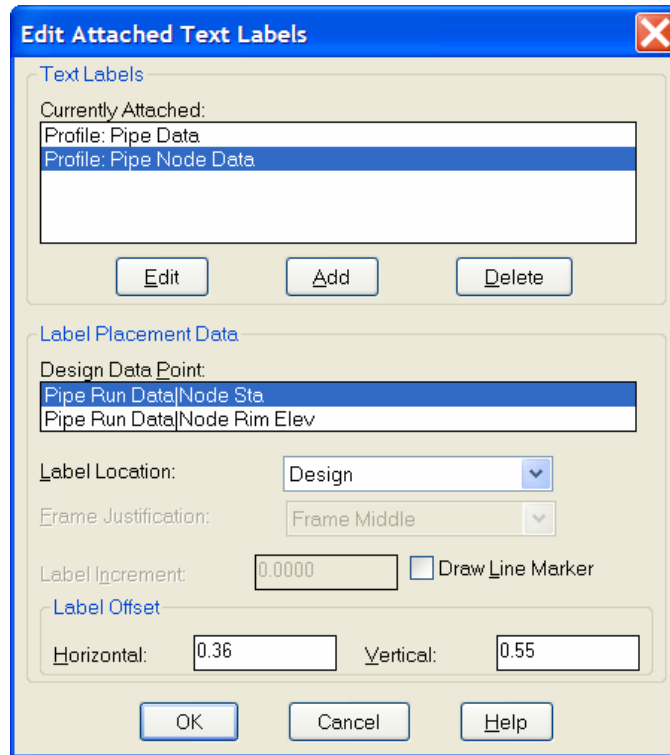 Edit Attached Text Labels
Text Labels
Currently Attached:
Profile: Pipe Data
Profile: Pipe Node Data
Edit Add Delete
Label Placement Data
Design Data Point:
Pipe Run Data|Node Sta
Pipe Run Data|Node Rim Elev
Label Location: Design
Frame Justification: Frame Middle
Label Increment: 0.0000 Draw Line Marker
Label Offset
Horizontal: 0.36 Vertical: 0.55
OK Cancel Help